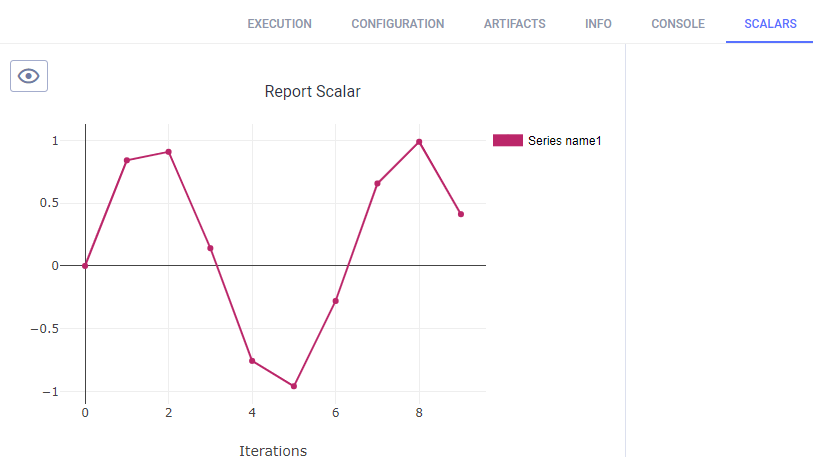 EXECUTION CONFIGURATION ARTIFACTS INFO CONSOLE SCALARS
Report Scalar
Series name1
1
0.5
0
−0.5
−1
0 2 4 6 8
Iterations